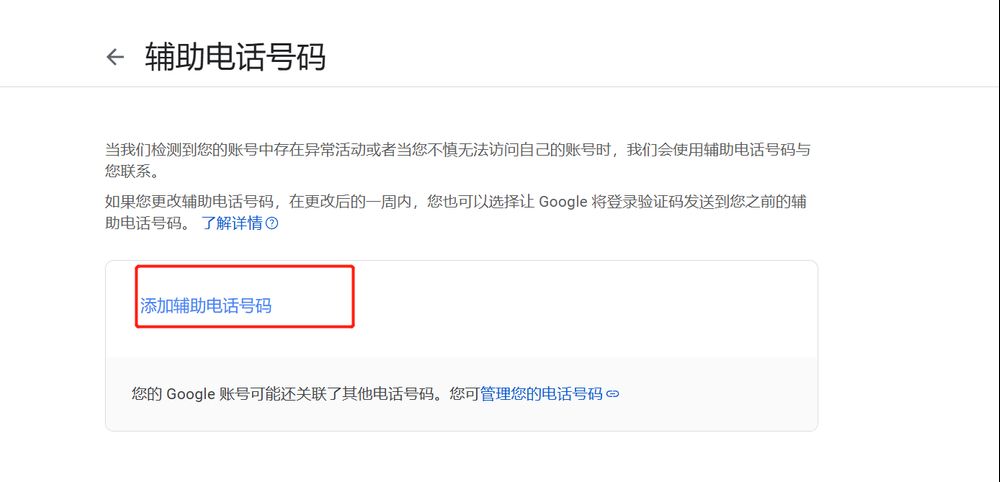 辅助电话号码
当我们检测到您的账号中存在异常活动或者当您不慎无法访问自己的账号时，我们会使用辅助电话号码与
您联系。
如果您更改辅助电话号码，在更改后的一周内，您也可以选择让 Google 将登录验证码发送到您之前的辅
助电话号码。 了解详情
添加辅助电话号码
您的 Google 账号可能还关联了其他电话号码。您可管理您的电话号码